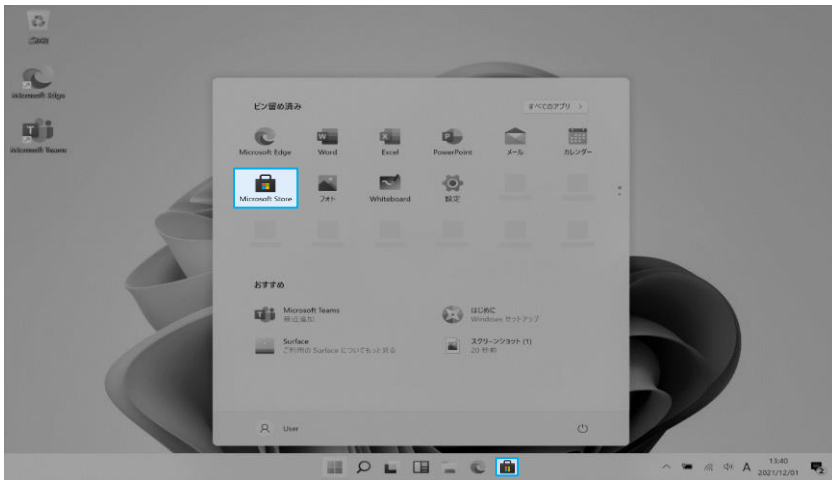 ごみ箱
Microsoft Edge
Microsoft Teams
ピン留め済み
すべてのアプリ >
Microsoft Edge
Word
Excel
PowerPoint
メール
カレンダー
Microsoft Store
フォト
Whiteboard
設定
おすすめ
Microsoft Teams
最近追加
はじめに
Windows セットアップ
Surface
ご利用の Surface についてもっと見る
スクリーンショット (1)
20 秒前
User
A
13:40
2021/12/01